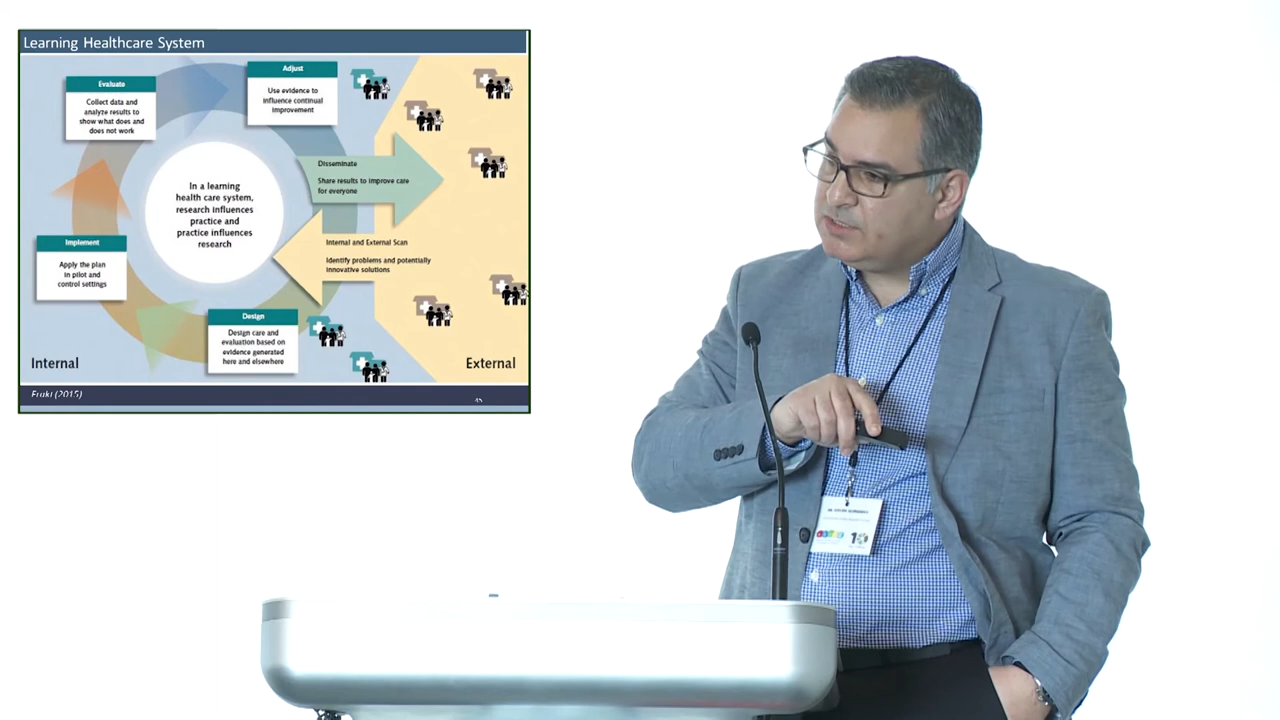 Learning Healthcare System
Evaluate
Collect data and
analyze results to
show what does and
does not work
Adjust
Use evidence to
influence continual
improvement
Disseminate
Share results to improve care
for everyone
In a learning
health care system,
research influences
practice and
practice influences
research
Internal and External Scan
Identify problems and potentially
innovative solutions
Implement
Apply the plan
in pilot and
control settings
Design
Design care and
evaluation based on
evidence generated
here and elsewhere
Internal
External
(2015)
10